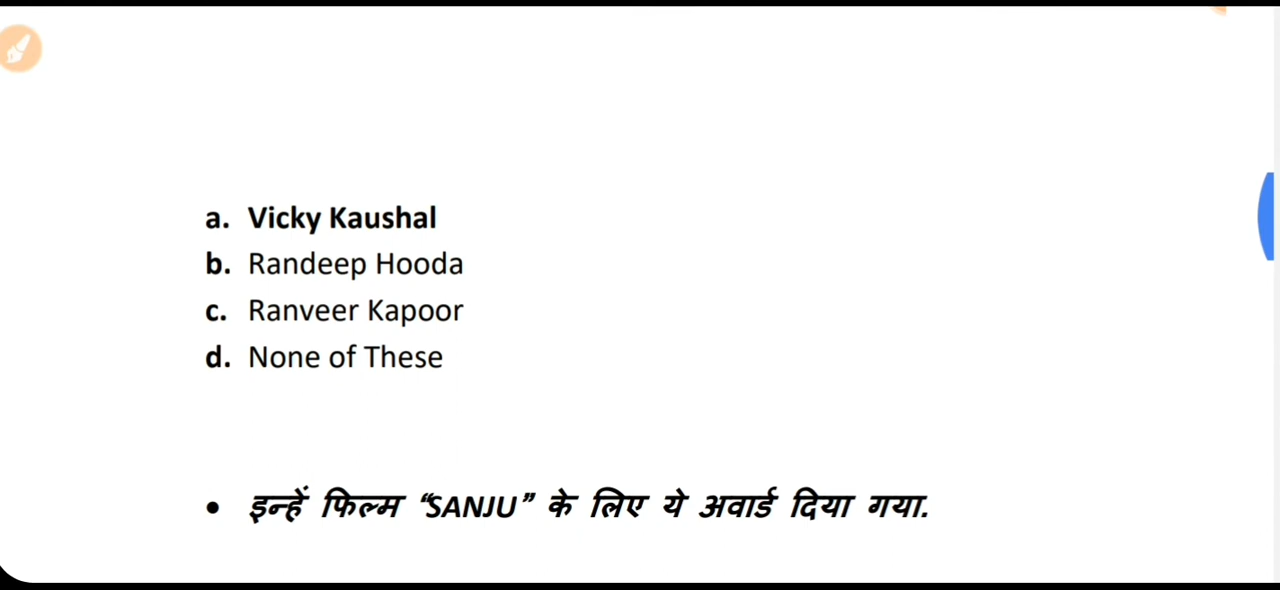 a. Vicky Kaushal
b. Randeep Hooda
c. Ranveer Kapoor
d. None of These
• इन्हें फिल्म “SANJU” के लिए ये अवार्ड दिया गया.